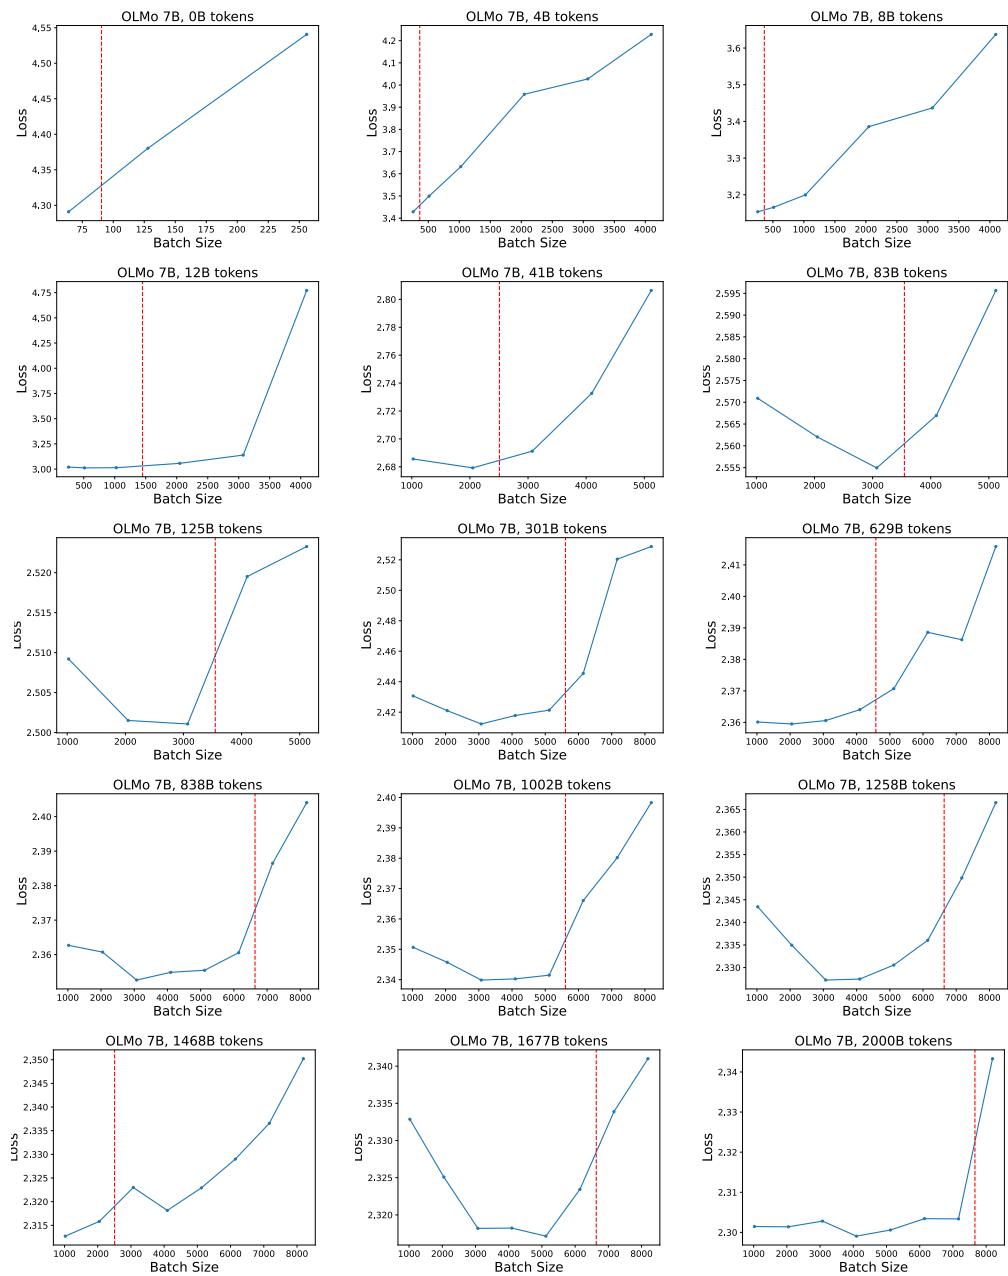 OLMo 7B, 0B tokens
4,55
4,50
4,45
4,40
4,35
4,30
Loss
75 100 125 150 175 200 225 250
Batch Size
OLMo 7B, 4B tokens
4,2
4,1
4,0
3,9
3,8
3,7
3,6
3,5
3,4
Loss
500 1000 1500 2000 2500 3000 3500 4000
Batch Size
OLMo 7B, 8B tokens
3,6
3,5
3,4
3,3
3,2
Loss
500 1000 1500 2000 2500 3000 3500 4000
Batch Size
OLMo 7B, 12B tokens
4,75
4,50
4,25
4,00
3,75
3,50
3,25
3,00
Loss
500 1000 1500 2000 2500 3000 3500 4000
Batch Size
OLMo 7B, 41B tokens
2,80
2,78
2,76
2,74
2,72
2,70
2,68
Loss
1000 2000 3000 4000 5000
Batch Size
OLMo 7B, 83B tokens
2,595
2,590
2,585
2,580
2,575
2,570
2,565
2,560
2,555
Loss
1000 2000 3000 4000 5000
Batch Size
OLMo 7B, 125B tokens
2,520
2,515
2,510
2,505
2,500
Loss
1000 2000 3000 4000 5000
Batch Size
OLMo 7B, 301B tokens
2,52
2,50
2,48
2,46
2,44
2,42
Loss
1000 2000 3000 4000 5000 6000 7000 8000
Batch Size
OLMo 7B, 629B tokens
2,41
2,40
2,39
2,38
2,37
2,36
Loss
1000 2000 3000 4000 5000 6000 7000 8000
Batch Size
OLMo 7B, 838B tokens
2,40
2,39
2,38
2,37
2,36
Loss
1000 2000 3000 4000 5000 6000 7000 8000
Batch Size
OLMo 7B, 1002B tokens
2,40
2,39
2,38
2,37
2,36
2,35
2,34
Loss
1000 2000 3000 4000 5000 6000 7000 8000
Batch Size
OLMo 7B, 1258B tokens
2,365
2,360
2,355
2,350
2,345
2,340
2,335
2,330
Loss
1000 2000 3000 4000 5000 6000 7000 8000
Batch Size
OLMo 7B, 1468B tokens
2,350
2,345
2,340
2,335
2,330
2,325
2,320
2,315
Loss
1000 2000 3000 4000 5000 6000 7000 8000
Batch Size
OLMo 7B, 1677B tokens
2,340
2,335
2,330
2,325
2,320
Loss
1000 2000 3000 4000 5000 6000 7000 8000
Batch Size
OLMo 7B, 2000B tokens
2,34
2,33
2,32
2,31
2,30
Loss
1000 2000 3000 4000 5000 6000 7000 8000
Batch Size